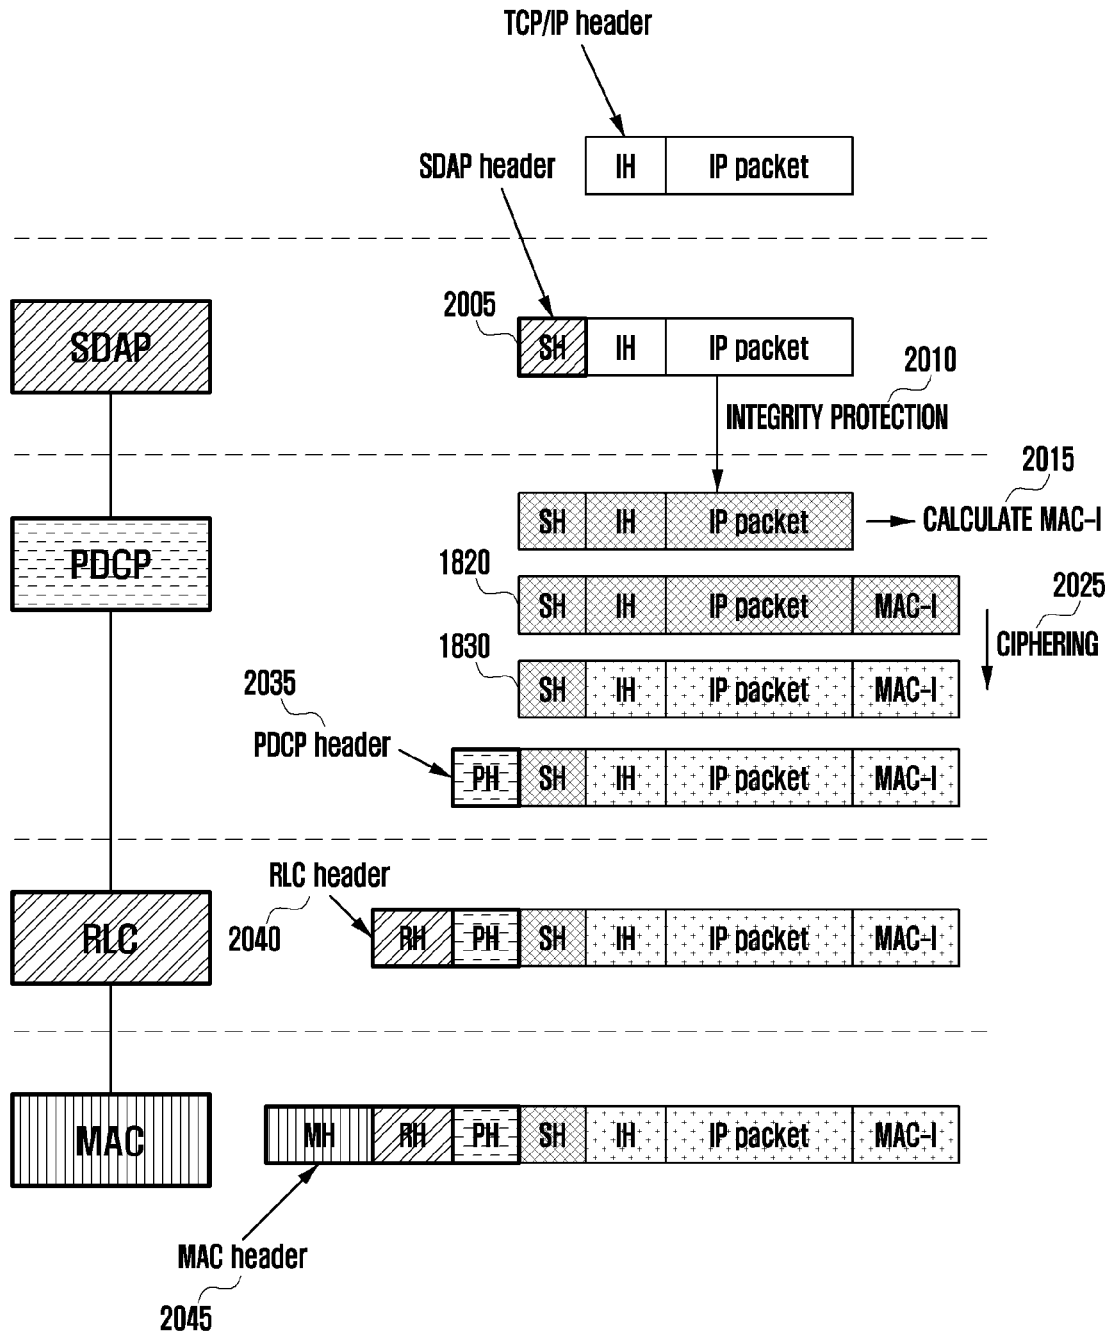 TCP/IP header
SDAP header
IH IP packet
SDAP
2005
SH IH IP packet
2010
INTEGRITY PROTECTION
2015
PDCP
SH IH IP packet
CALCULATE MAC-I
1820
SH IH IP packet MAC-I
2025
CIPHERING
1830
SH IH IP packet MAC-I
2035
PDCP header
PH SH IH IP packet MAC-I
RLC header
2040
RLC
RH PH SH IH IP packet MAC-I
MAC
MH RH PH SH IH IP packet MAC-I
MAC header
2045